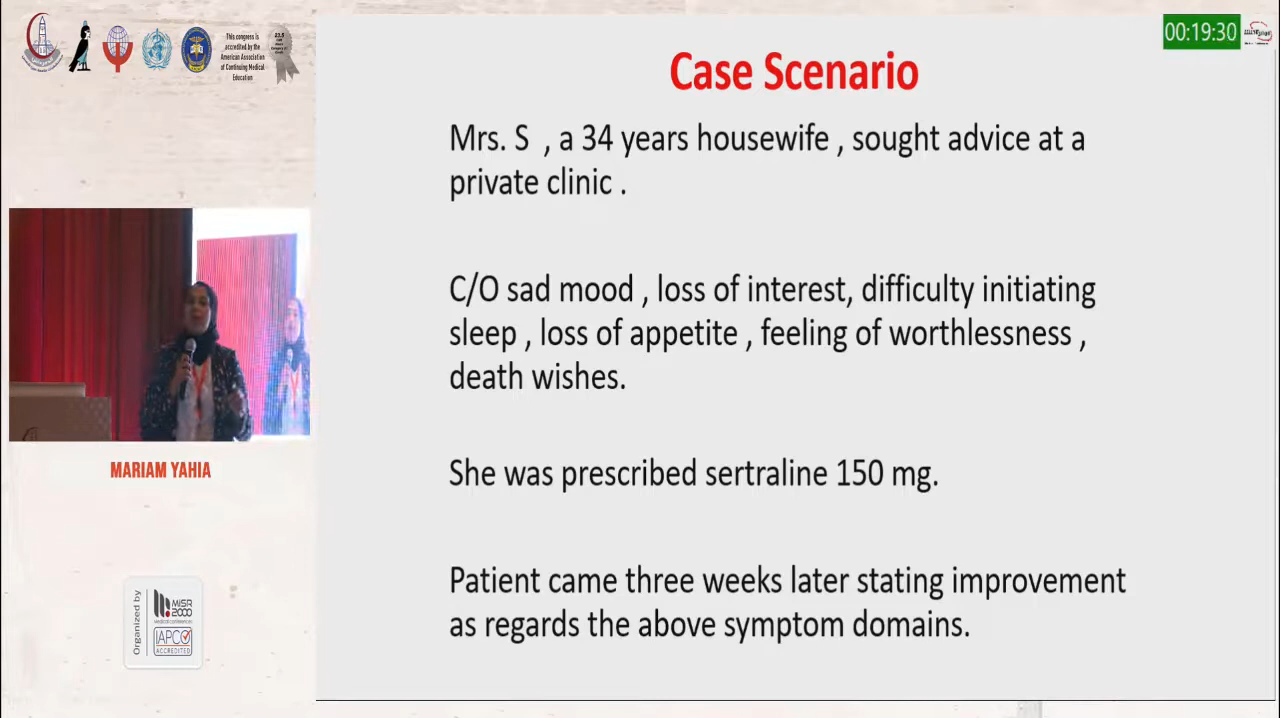 This congress is
accredited by the
American Association
of Continuing Medical
Education
00:19:30
Case Scenario
Mrs. S , a 34 years housewife , sought advice at a
private clinic .
C/O sad mood , loss of interest, difficulty initiating
sleep , loss of appetite , feeling of worthlessness ,
death wishes.
She was prescribed sertraline 150 mg.
Patient came three weeks later stating improvement
as regards the above symptom domains.
MARIAM YAHIA
Organized by
MISR
2000
Medical conferences
IAPCO
ACCREDITED